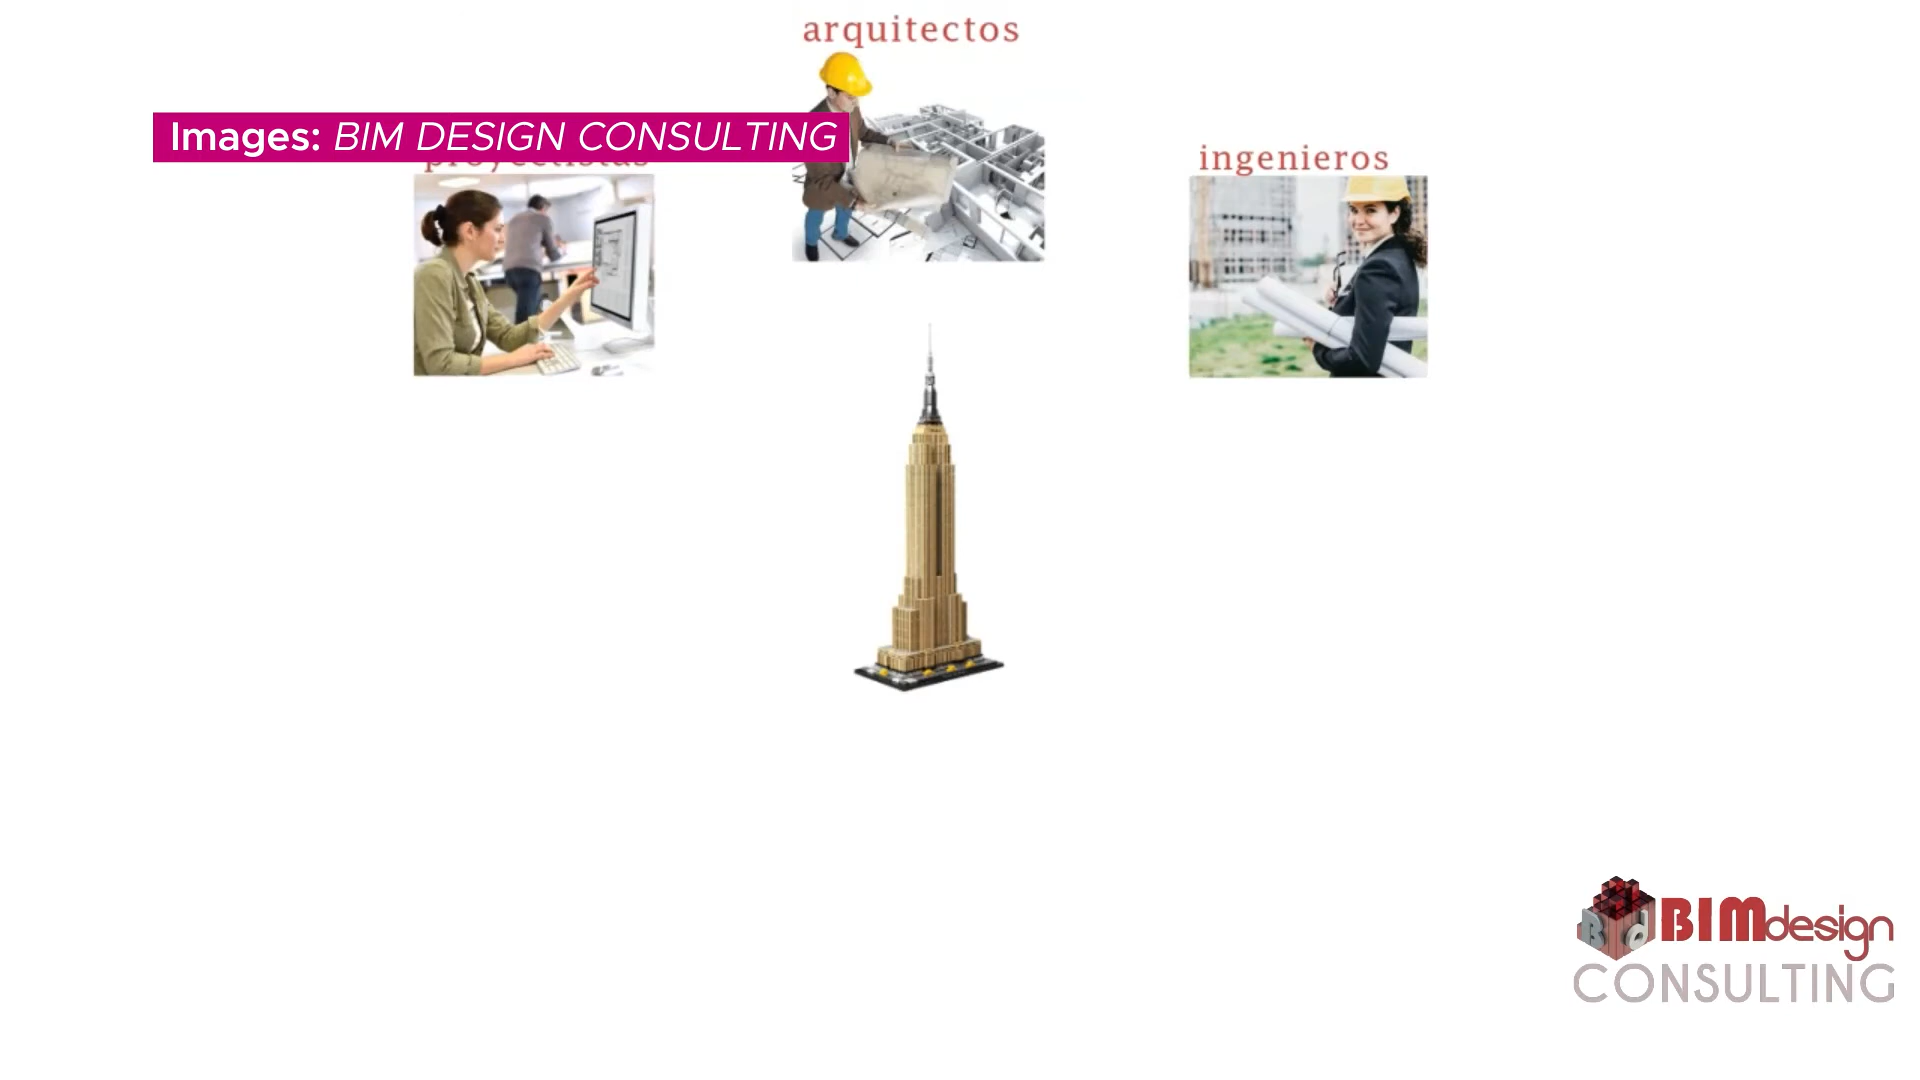 arquitectos
Images: BIM DESIGN CONSULTING
proyectistas
ingenieros
B d BIMdesign
CONSULTING